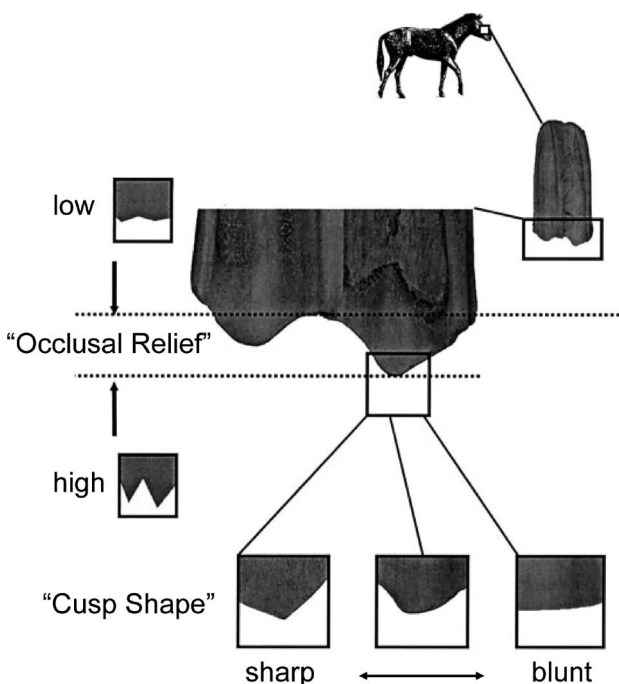 low
“Occlusal Relief”
high
“Cusp Shape”
sharp
blunt